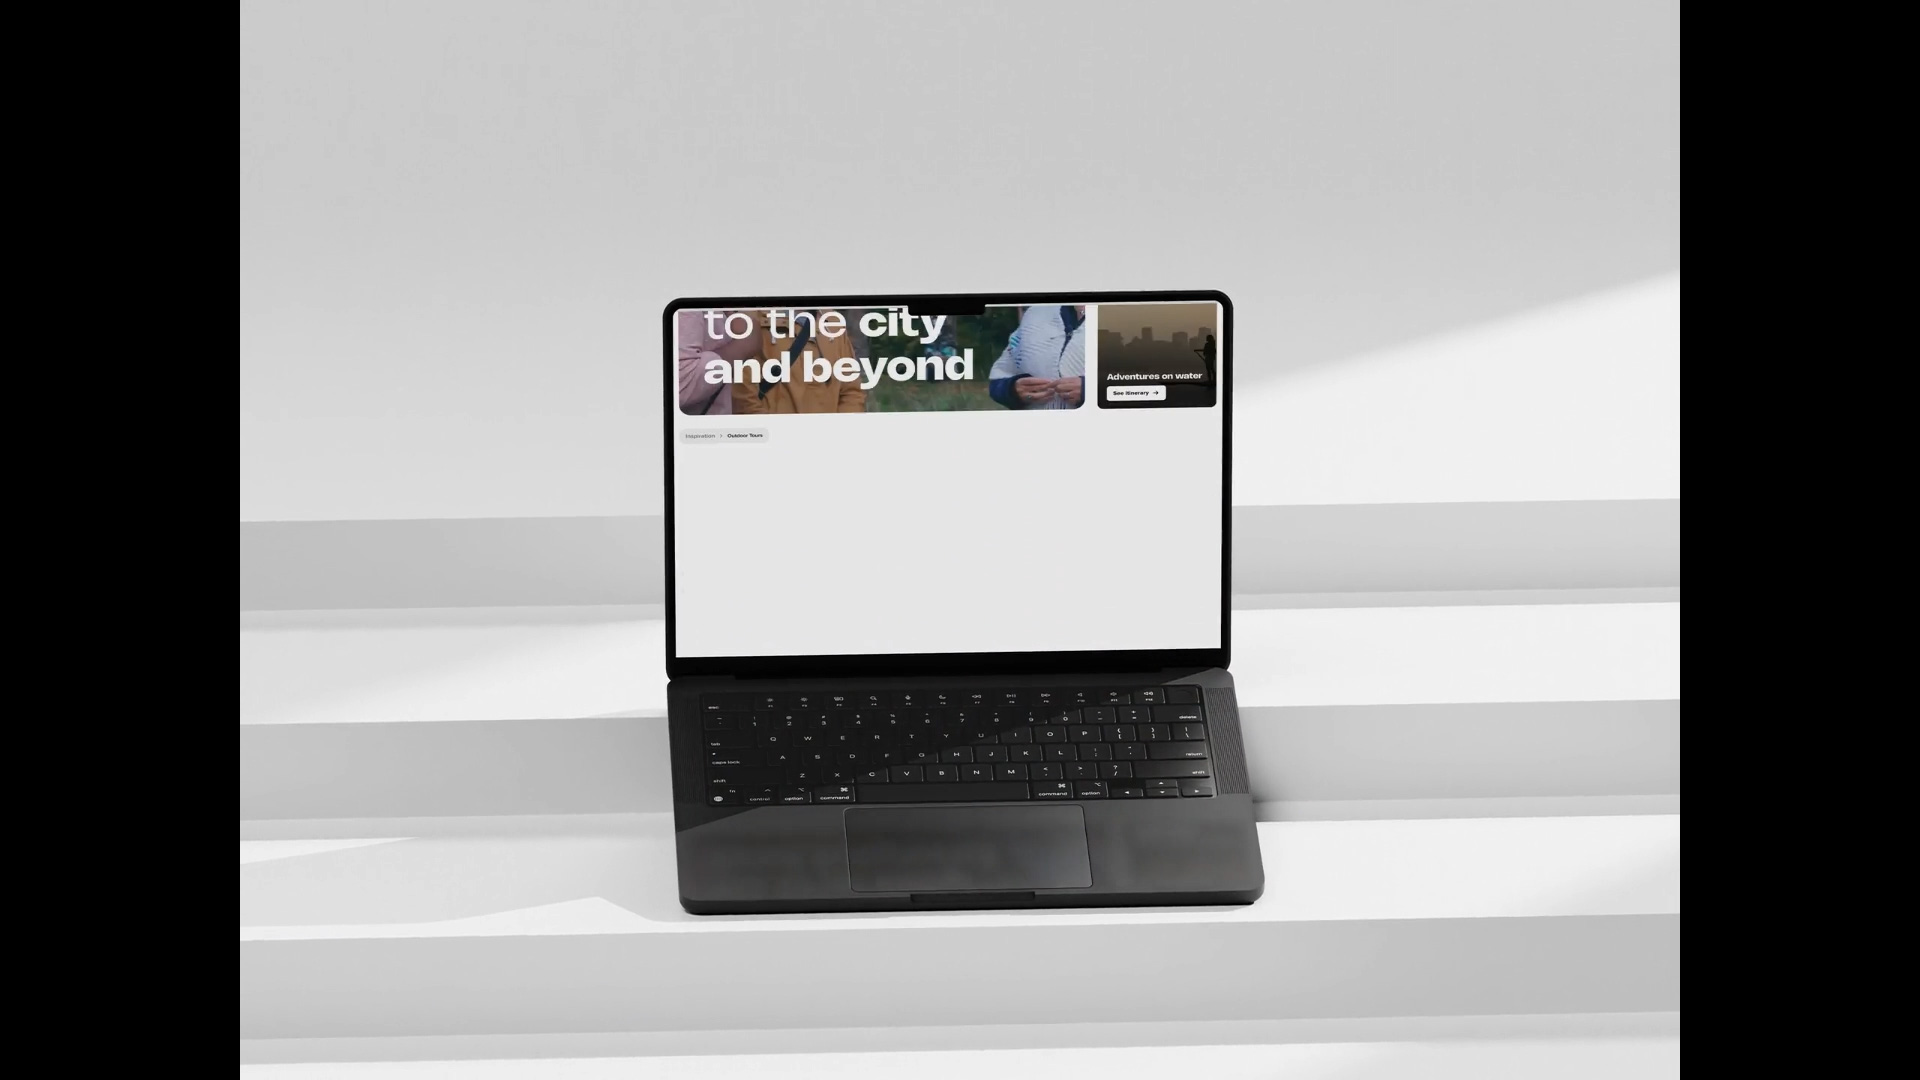 to the city
and beyond
Adventures on water
See Itinerary →
Inspiration > Outdoor Tours
esc
delete
tab
Q W E R T Y U I O P
caps lock
A S D F G H J K L
return
shift
Z X C V B N M
shift
fn control option command
command option